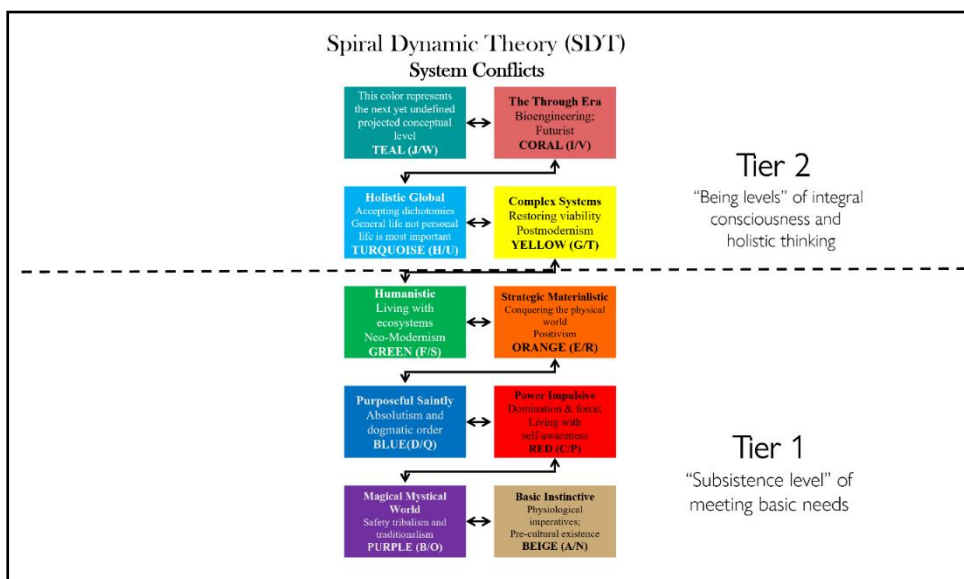 Spiral Dynamic Theory (SDT)
System Conflicts
This color represents
the next yet undefined
projected conceptual
level
TEAL (J/W)
The Through Era
Bioengineering;
Futurist
CORAL (I/V)
Holistic Global
Accepting dichotomies
General life not personal
life is most important
TURQUOISE (H/U)
Complex Systems
Restoring viability
Postmodernism
YELLOW (G/T)
Tier 2
“Being levels” of integral
consciousness and
holistic thinking
Humanistic
Living with
ecosystems
Neo-Modernism
GREEN (F/S)
Strategic Materialistic
Conquering the physical
world
Positivism
ORANGE (E/R)
Purposeful Saintly
Absolutism and
dogmatic order
BLUE(D/Q)
Power Impulsive
Domination & force;
Living with
self-awareness
RED (C/P)
Magical Mystical
World
Safety tribalism and
traditionalism
PURPLE (B/O)
Basic Instinctive
Physiological
imperatives;
Pre-cultural existence
BEIGE (A/N)
Tier 1
“Subsistence level” of
meeting basic needs